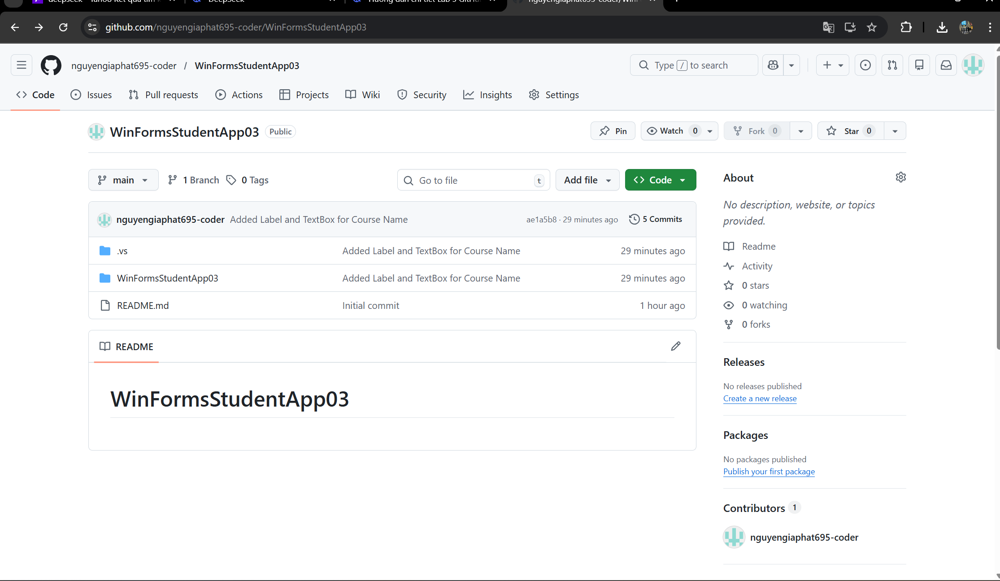 DeepSeek
github.com/nguyengiaphat695-coder/WinFormsStudentApp03
nguyengiaphat695-coder / WinFormsStudentApp03
Type / to search
Code Issues Pull requests Actions Projects Wiki Security Insights Settings
WinFormsStudentApp03 Public
Pin Watch 0 Fork 0 Star 0
main 1 Branch 0 Tags Go to file t Add file Code
nguyengiaphat695-coder Added Label and TextBox for Course Name ae1a5b8 · 29 minutes ago 5 Commits
.vs Added Label and TextBox for Course Name 29 minutes ago
WinFormsStudentApp03 Added Label and TextBox for Course Name 29 minutes ago
README.md Initial commit 1 hour ago
README
WinFormsStudentApp03
About
No description, website, or topics
provided.
Readme
Activity
0 stars
0 watching
0 forks
Releases
No releases published
Create a new release
Packages
No packages published
Publish your first package
Contributors 1
nguyengiaphat695-coder